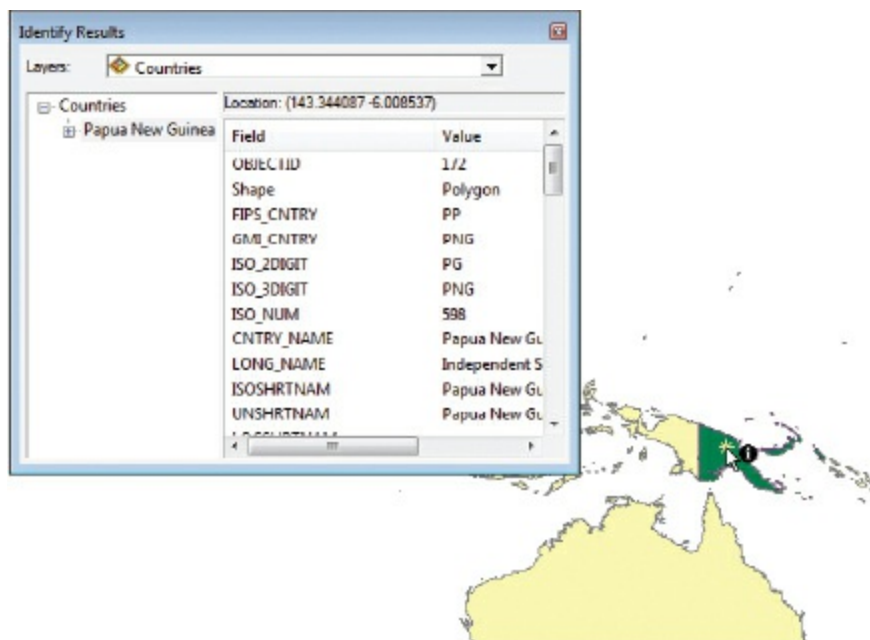 Identify Results
Layers: Countries
Countries
Papua New Guinea
Location: (143.344087 -6.008537)
Field Value
OBJECTID 172
Shape Polygon
FIPS_CNTRY PP
GMI_CNTRY PNG
ISO_2DIGIT PG
ISO_3DIGIT PNG
ISO_NUM 598
CNTRY_NAME Papua New Gu
LONG_NAME Independent S
ISOSHRTNAM Papua New Gu
UNSHRTNAM Papua New Gu